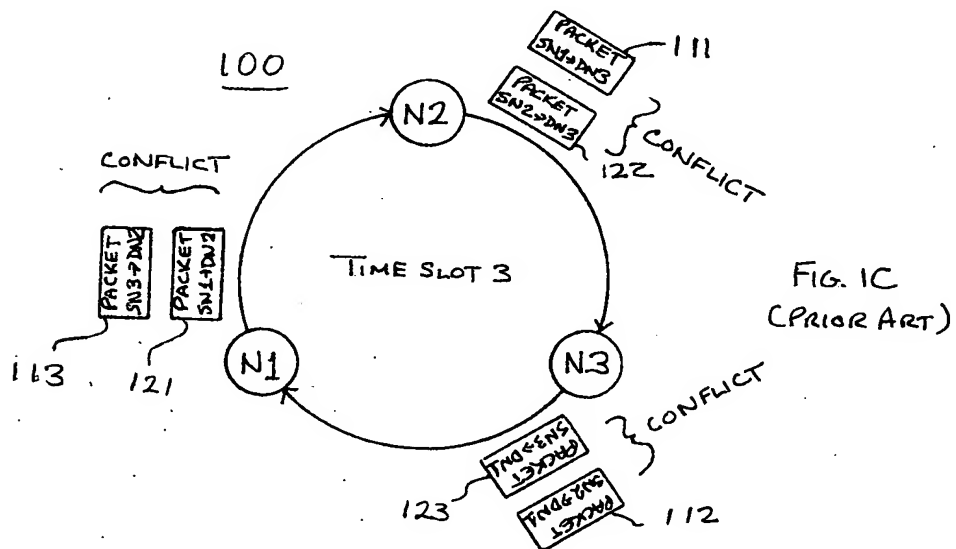 100
N2
PACKET
SN1→DN3
111
PACKET
SN2→DN3
122
CONFLICT
CONFLICT
PACKET
SN3→DN2
PACKET
SN1→DN2
113
121
TIME SLOT 3
N1
N3
FIG. 1C
(PRIOR ART)
PACKET
SN3→DN1
123
PACKET
SN2→DN1
112
CONFLICT